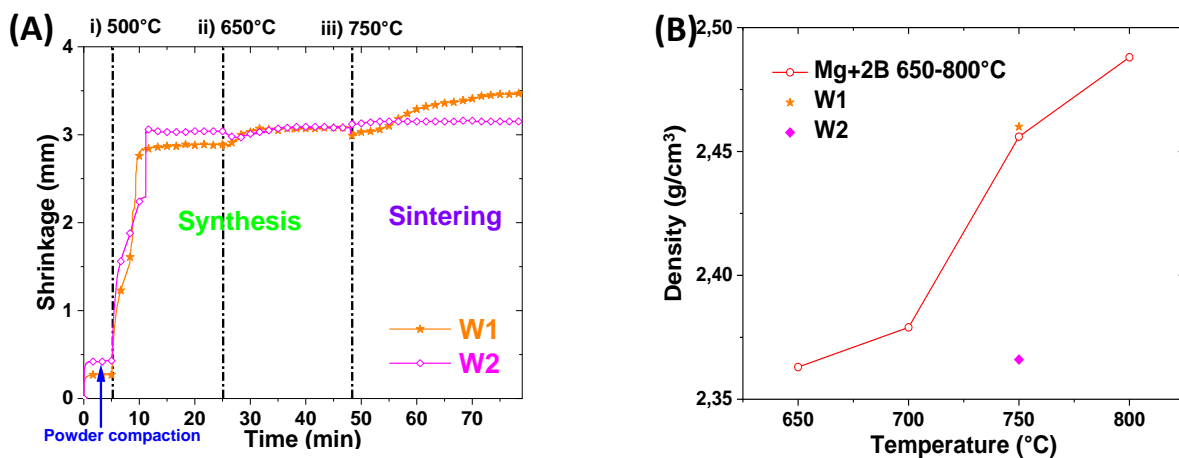 (A)
i) 500°C
ii) 650°C
iii) 750°C
4
3
2
1
0
Shrinkage (mm)
Synthesis
Sintering
W1
W2
0
10
20
30
40
50
60
70
Powder compaction
Time (min)
(B)
2,50
2,45
2,40
2,35
Density (g/cm³)
Mg+2B 650-800°C
W1
W2
650
700
750
800
Temperature (°C)